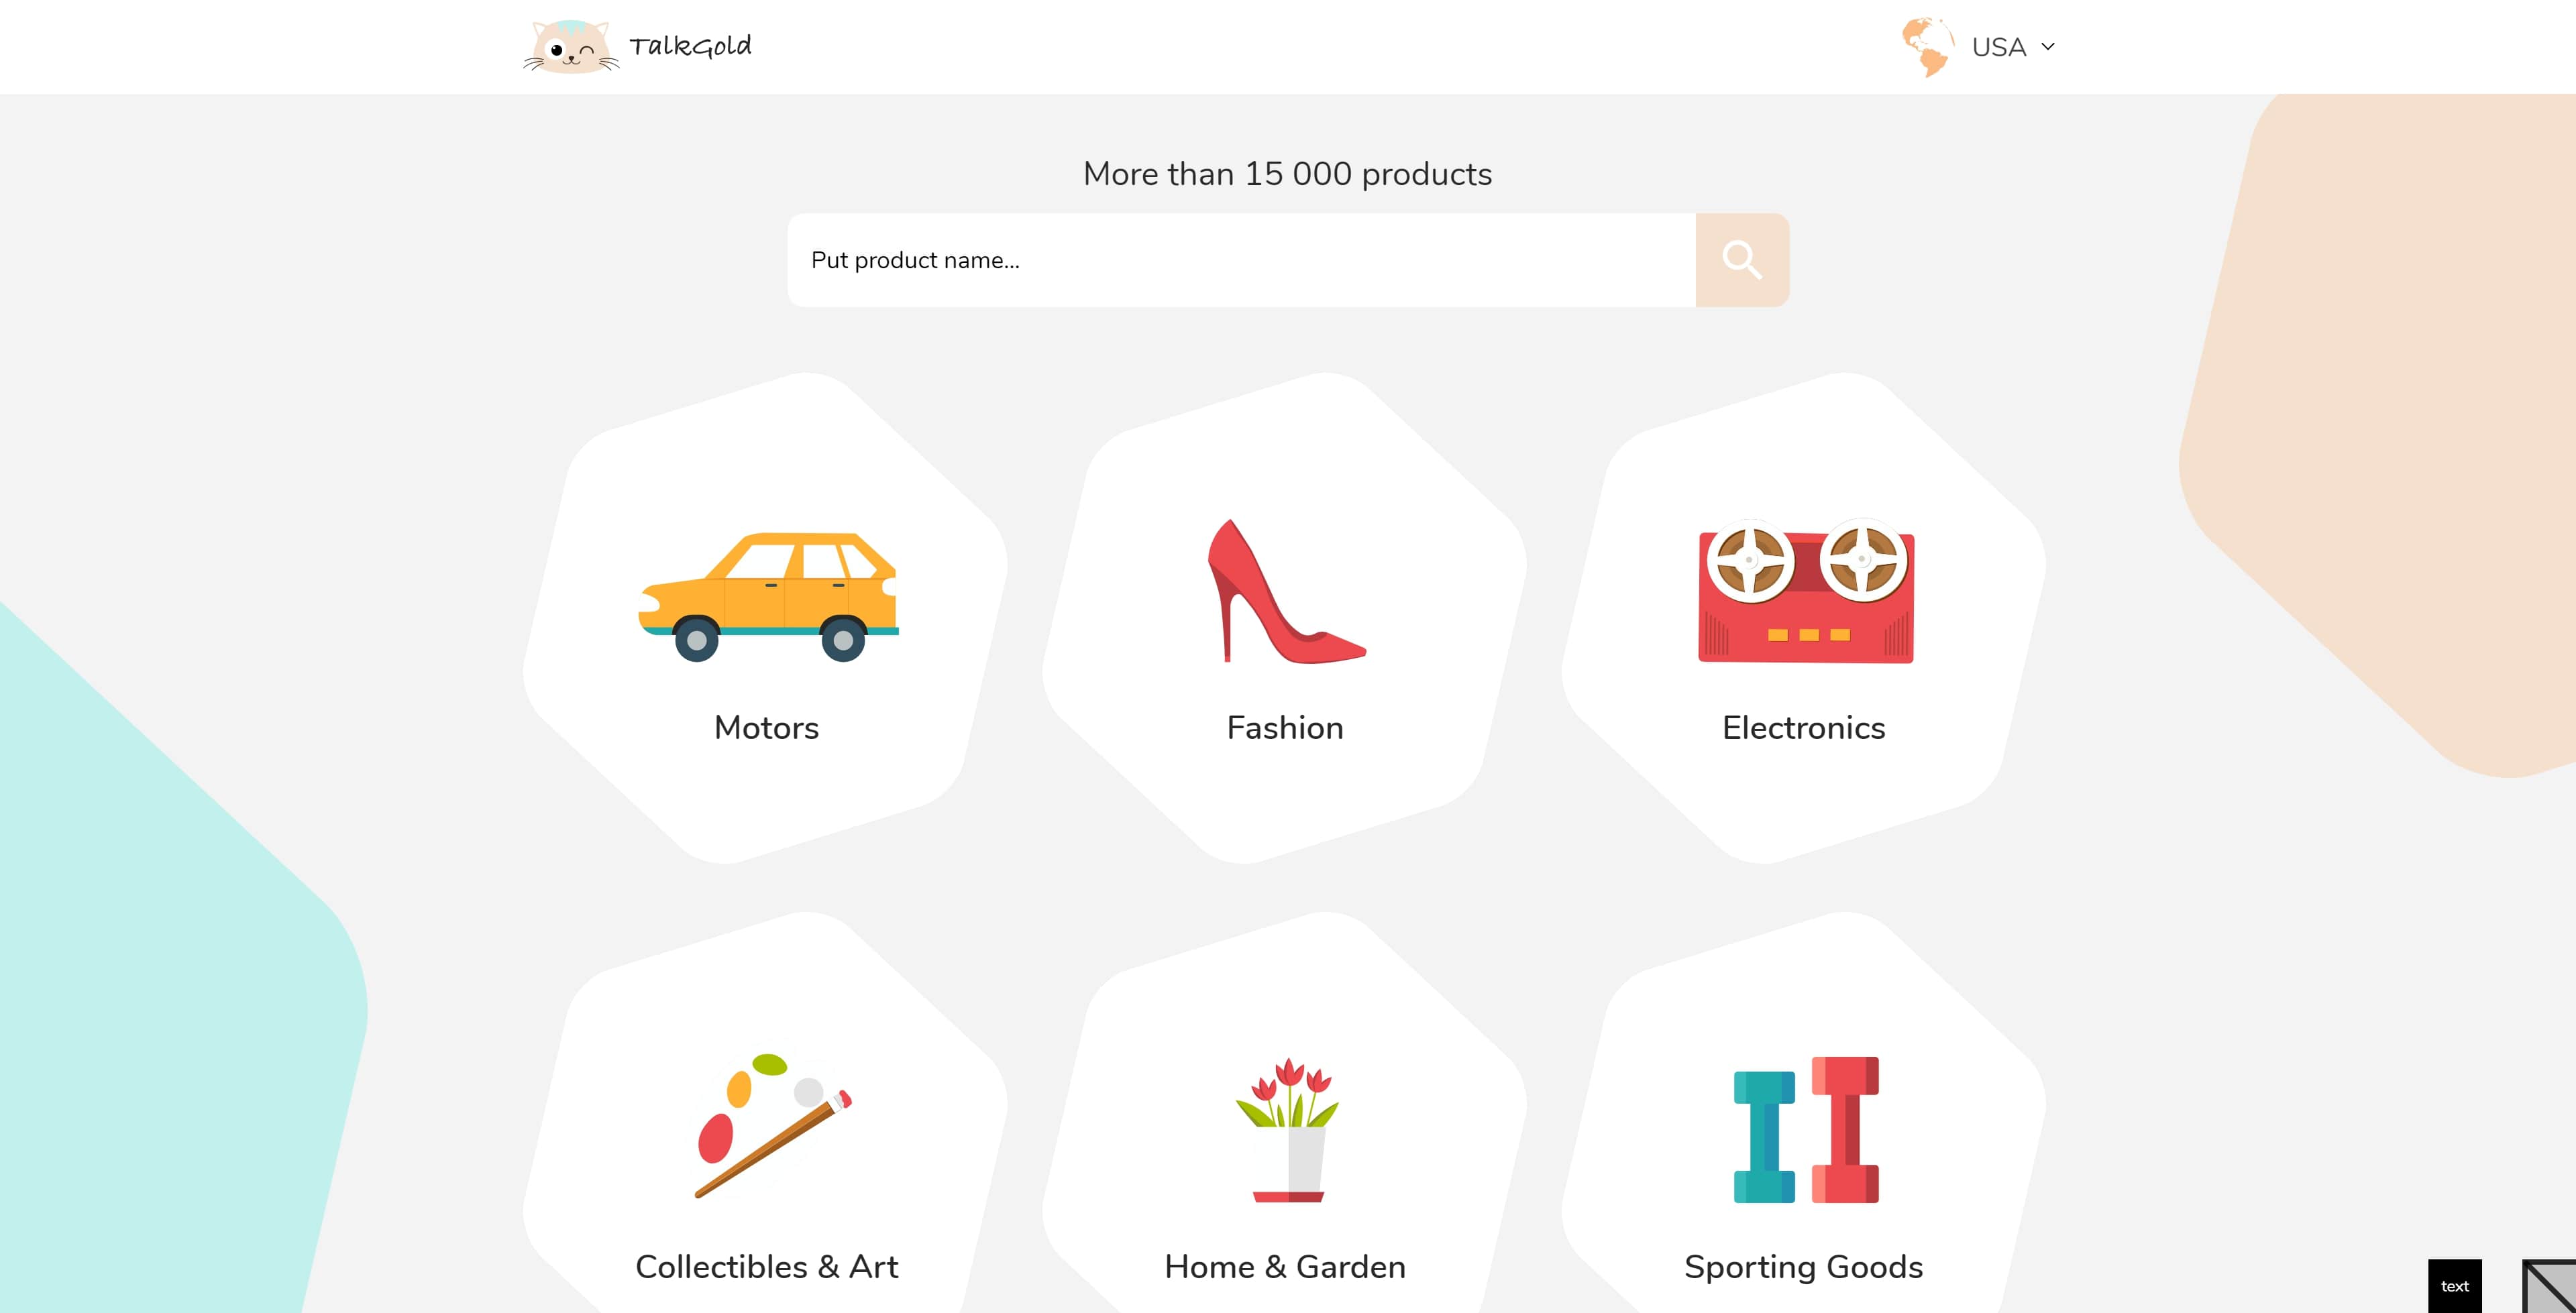 TalkGold
USA
More than 15 000 products
Put product name...
Motors
Fashion
Electronics
Collectibles & Art
Home & Garden
Sporting Goods
text